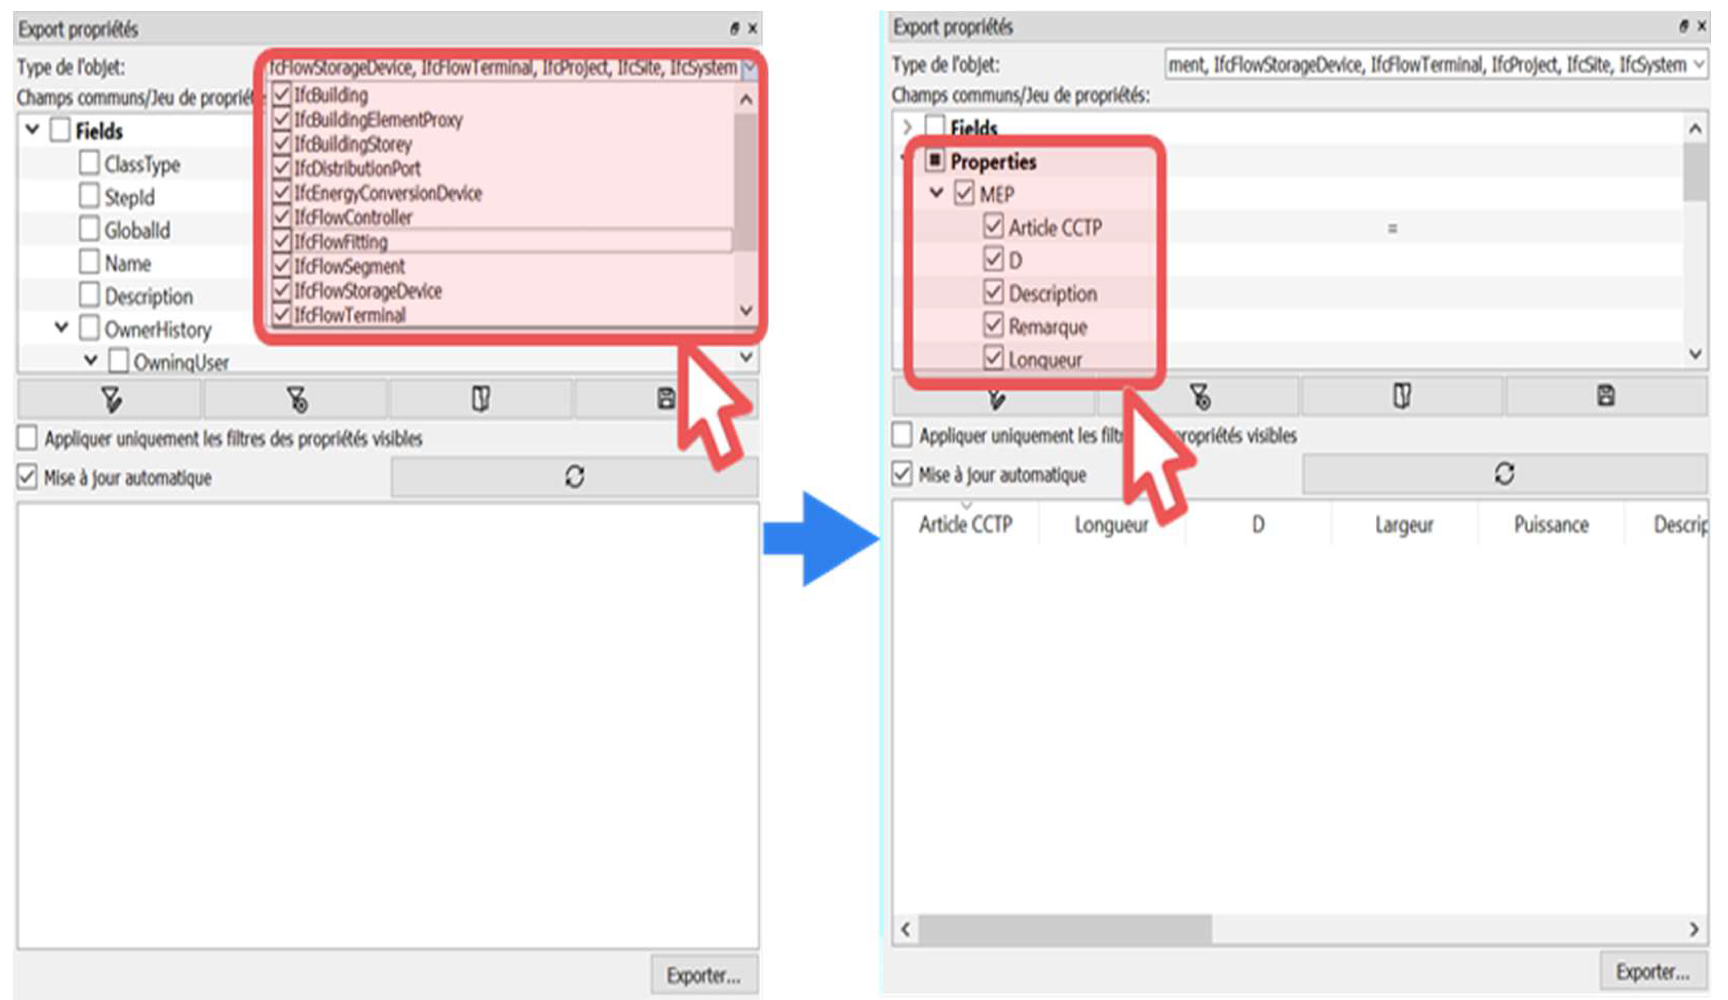 Export propriétés
Type de l'objet:
IfcFlowStorageDevice, IfcFlowTerminal, IfcProject, IfcSite, IfcSystem
Champs communs/Jeu de proprié
IfcBuilding
IfcBuildingElementProxy
IfcBuildingStorey
IfcDistributionPort
IfcEnergyConversionDevice
IfcFlowController
IfcFlowFitting
IfcFlowSegment
IfcFlowStorageDevice
IfcFlowTerminal
Fields
ClassType
StepId
GlobalId
Name
Description
OwnerHistory
OwningUser
Appliquer uniquement les filtres des propriétés visibles
Mise à jour automatique
Exporter...
Export propriétés
Type de l'objet:
ment, IfcFlowStorageDevice, IfcFlowTerminal, IfcProject, IfcSite, IfcSystem
Champs communs/Jeu de propriétés:
Fields
Properties
MEP
Article CCTP
=
D
Description
Remarque
Longueur
Appliquer uniquement les filt propriétés visibles
Mise à jour automatique
Article CCTP Longueur D Largeur Puissance Descrip
Exporter...